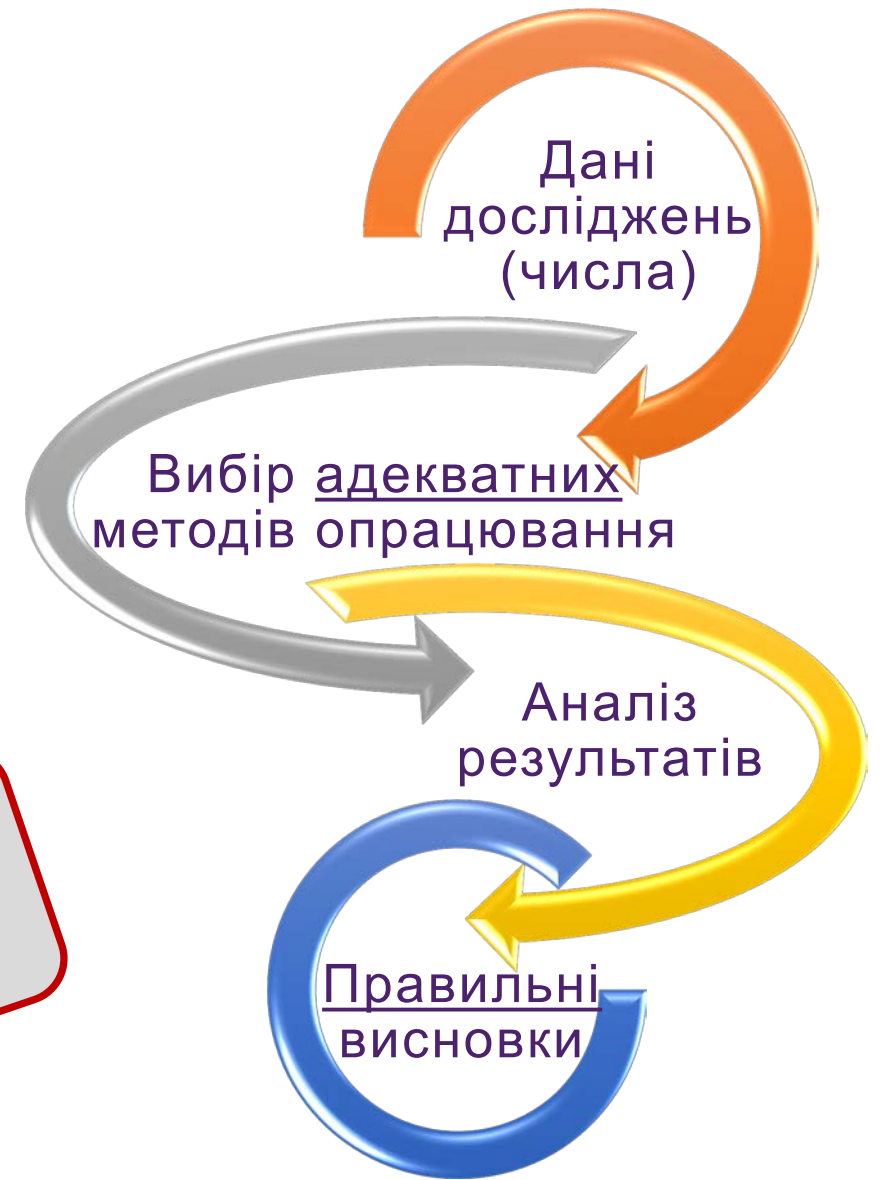 Дані
досліджень
(числа)
Вибір адекватних
методів опрацювання
Аналіз
результатів
Правильні
висновки